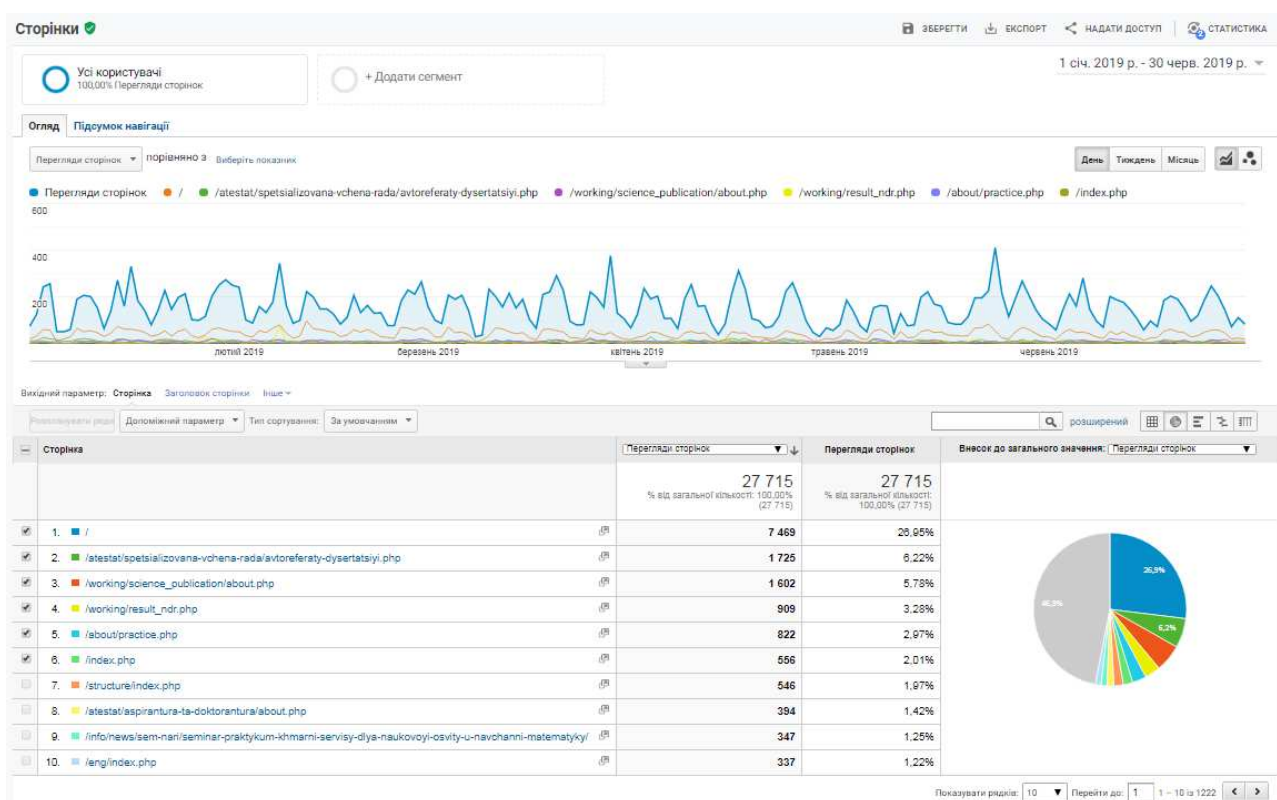 Сторінки
ЗБЕРЕГТИ ЕКСПОРТ НАДАТИ ДОСТУП СТАТИСТИКА
2
Усі користувачі
100,00% Перегляди сторінок
+ Додати сегмент
1 січ. 2019 р. - 30 черв. 2019 р.
Огляд Підсумок навігації
Перегляди сторінок порівняно з Виберіть показник
День Тиждень Місяць
Перегляди сторінок / /atestat/spetsializovana-vchena-rada/avtoreferaty-dysertatsiyi.php /working/science_publication/about.php /working/result_ndr.php /about/practice.php /index.php
600
400
200
лютий 2019 березень 2019 квітень 2019 травень 2019 червень 2019
Вихідний параметр: Сторінка Заголовок сторінки Інше
Допоміжний параметр Тип сортування: За умовчанням розширений
Сторінка Перегляди сторінок Перегляди сторінок Внесок до загального значення: Перегляди сторінок
27 715 27 715
% від загальної кількості: 100,00% (27 715) % від загальної кількості: 100,00% (27 715)
1. / 7 469 26,95%
2. /atestat/spetsializovana-vchena-rada/avtoreferaty-dysertatsiyi.php 1 725 6,22%
3. /working/science_publication/about.php 1 602 5,78%
4. /working/result_ndr.php 909 3,28%
5. /about/practice.php 822 2,97%
6. /index.php 556 2,01%
7. /structure/index.php 546 1,97%
8. /atestat/aspirantura-ta-doktorantura/about.php 394 1,42%
9. /info/news/sem-nari/seminar-praktykum-khmarni-servisy-dlya-naukovoyi-osvity-u-navchanni-matematyky/ 347 1,25%
10. /eng/index.php 337 1,22%
26,9%
6,2%
Показувати рядків: 10 Перейти до: 1 1 – 10 із 1222